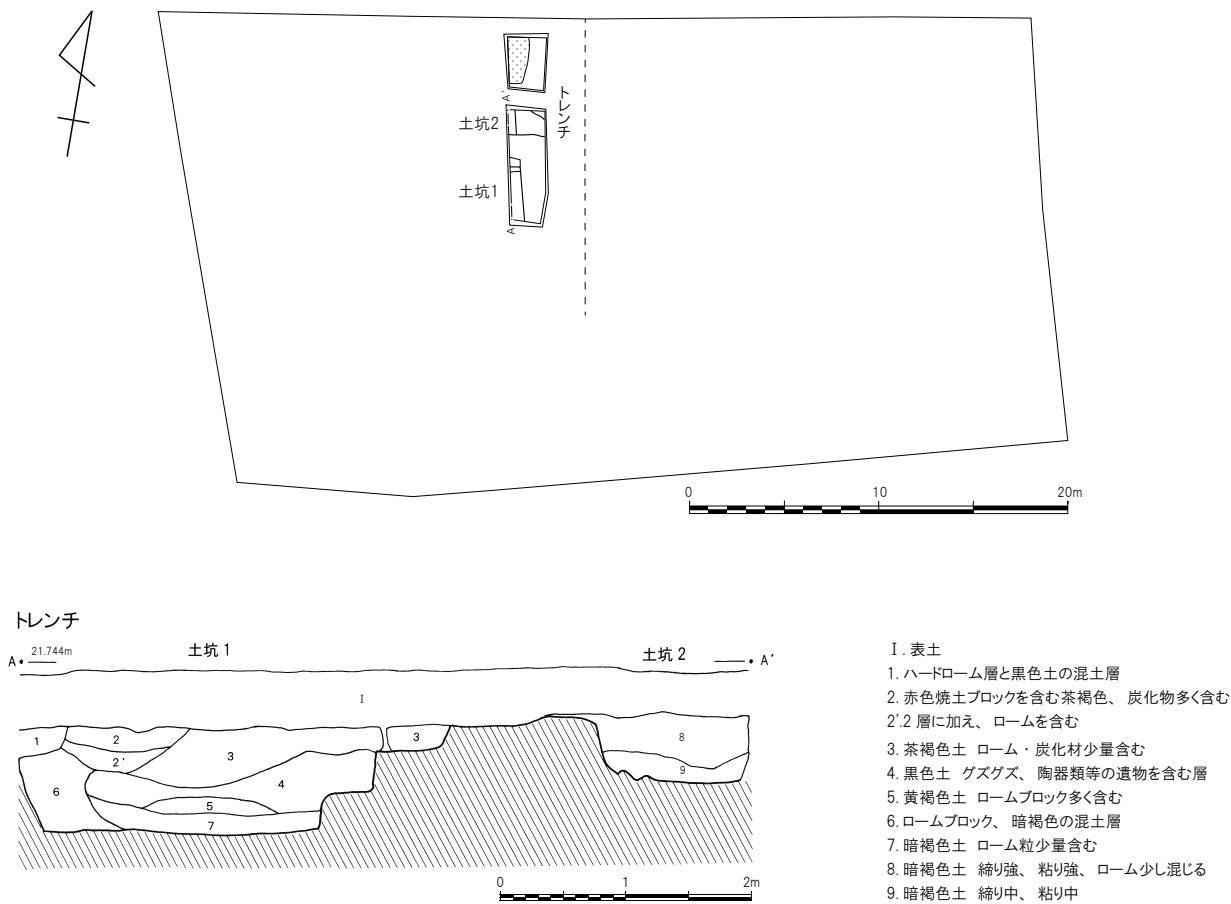 A'
トレンチ
土坑2
土坑1
A
0 10 20m
トレンチ
A 21.744m 土坑 1 土坑 2 A'
I
1 2 2' 3 3 4 5 6 7 8 9
0 1 2m
I. 表土
1. ハードローム層と黒色土の混土層
2. 赤色焼土ブロックを含む茶褐色、 炭化物多く含む
2'.2 層に加え、ロームを含む
3. 茶褐色土 ローム・炭化材少量含む
4. 黒色土 グズグズ、 陶器類等の遺物を含む層
5. 黄褐色土 ロームブロック多く含む
6. ロームブロック、 暗褐色の混土層
7. 暗褐色土 ローム粒少量含む
8. 暗褐色土 締り強、 粘り強、 ローム少し混じる
9. 暗褐色土 締り中、 粘り中